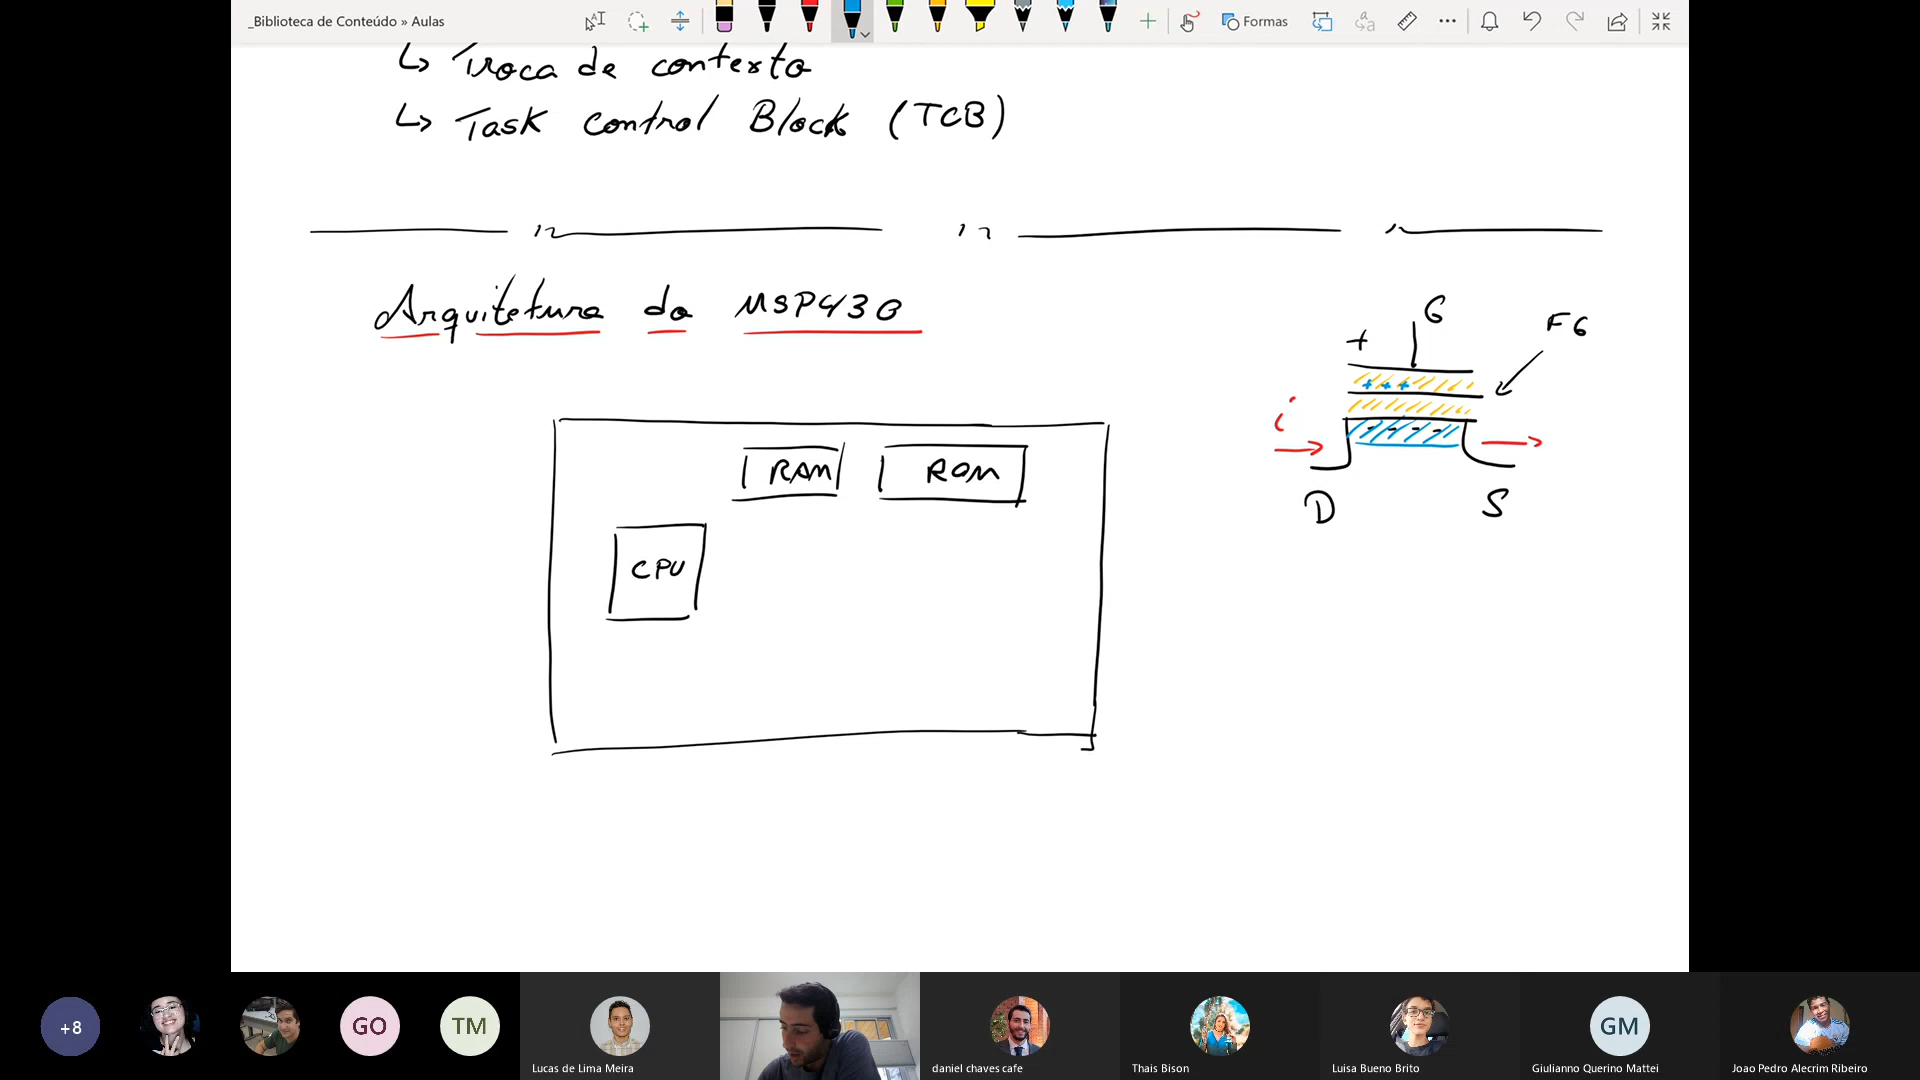 _Biblioteca de Conteúdo » Aulas
Formas
↳ Troca de contexto
↳ Task control Block (TCB)
Arquitetura do MSP430
G
FG
+
+ + +
i
- - - -
D
S
RAM
ROM
CPU
+8
GO
TM
GM
Lucas de Lima Meira
daniel chaves cafe
Thais Bison
Luisa Bueno Brito
Giulianno Querino Mattei
Joao Pedro Alecrim Ribeiro